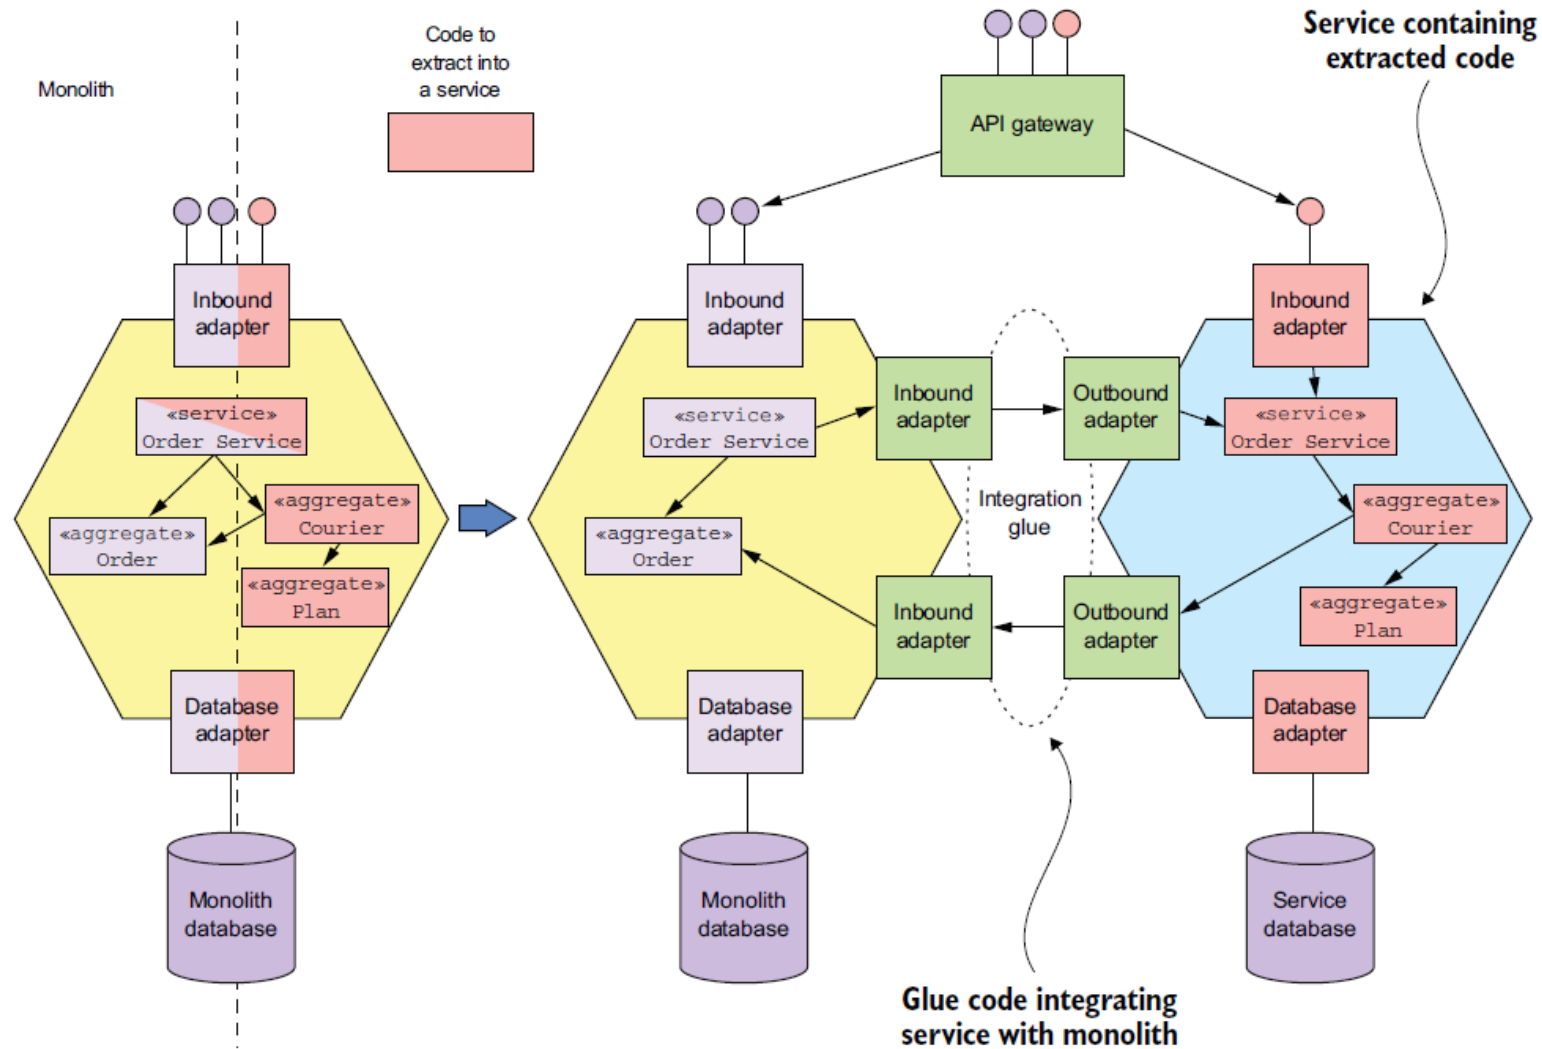 Monolith
Code to
extract into
a service
Inbound
adapter
«service»
Order Service
«aggregate»
Order
«aggregate»
Courier
«aggregate»
Plan
Database
adapter
Monolith
database
API gateway
Service containing
extracted code
Inbound
adapter
«service»
Order Service
«aggregate»
Order
Inbound
adapter
Outbound
adapter
Integration
glue
Inbound
adapter
Outbound
adapter
Database
adapter
Monolith
database
Inbound
adapter
«service»
Order Service
«aggregate»
Courier
«aggregate»
Plan
Database
adapter
Service
database
Glue code integrating
service with monolith